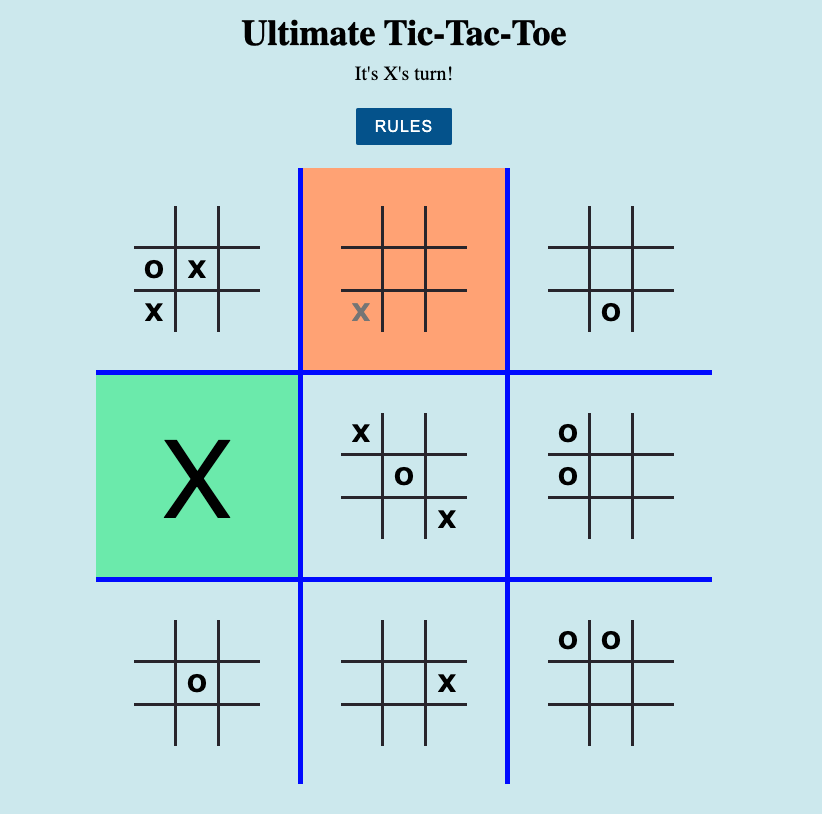 Ultimate Tic-Tac-Toe
It's X's turn!
RULES
O X
X X O
X O
X O O
X
O O O
X
O X